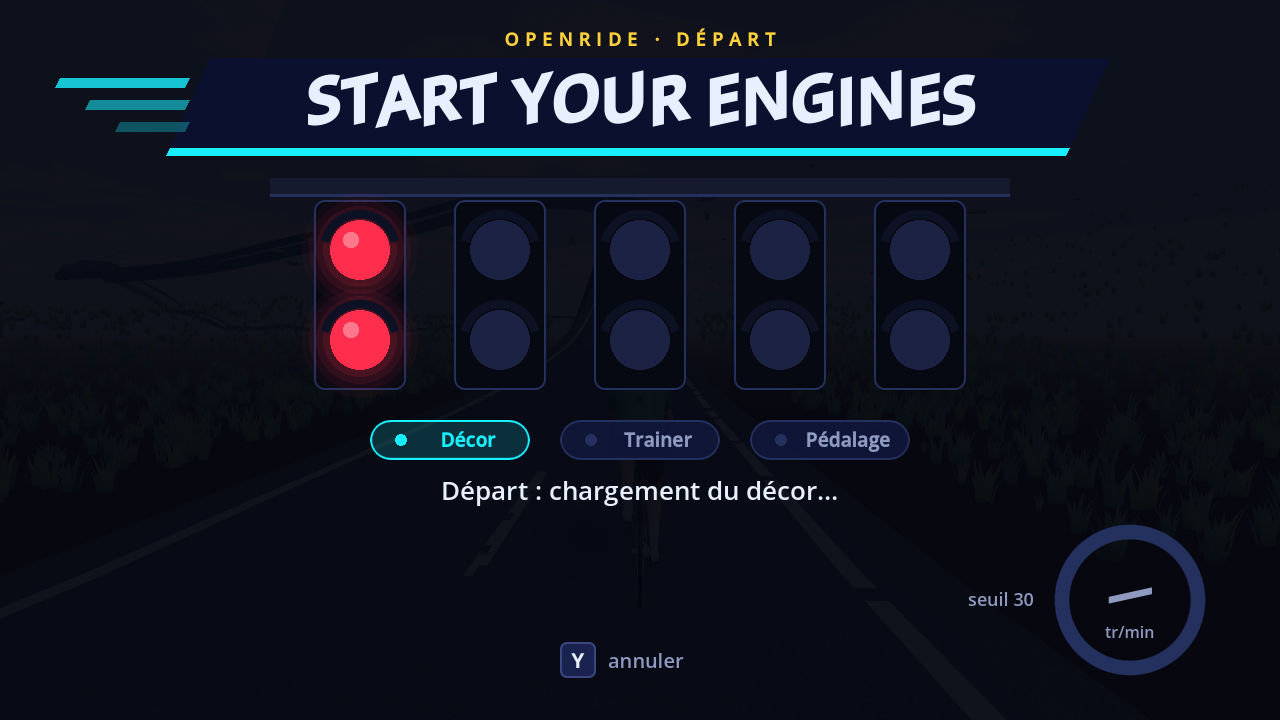 OPENRIDE · DÉPART
START YOUR ENGINES
Décor
Trainer
Pédalage
Départ : chargement du décor...
seuil 30
—
tr/min
Y annuler